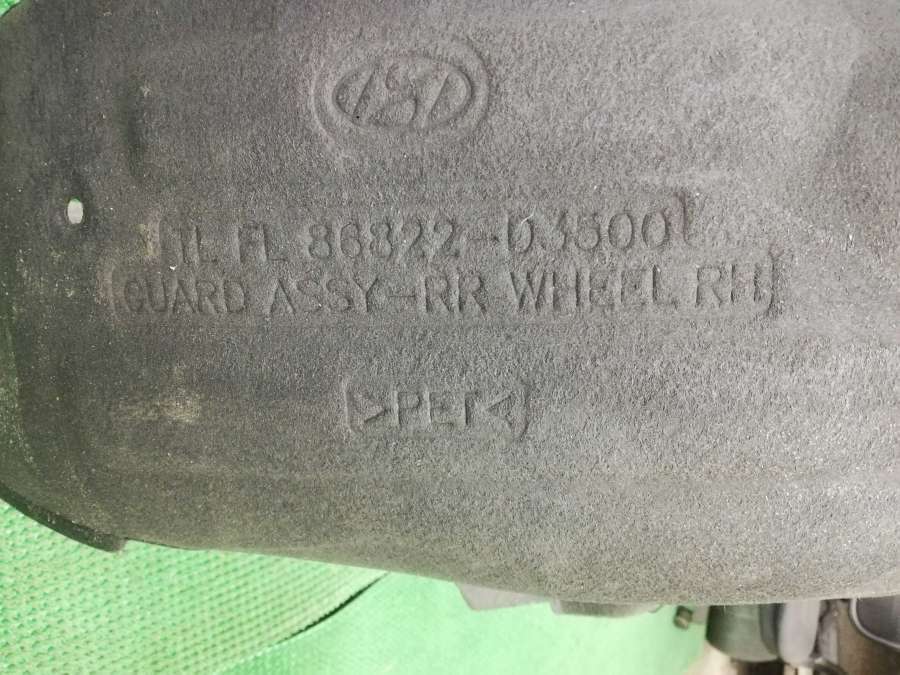 TL FL 86822-D3500
GUARD ASSY-RR WHEEL RH
>PET<